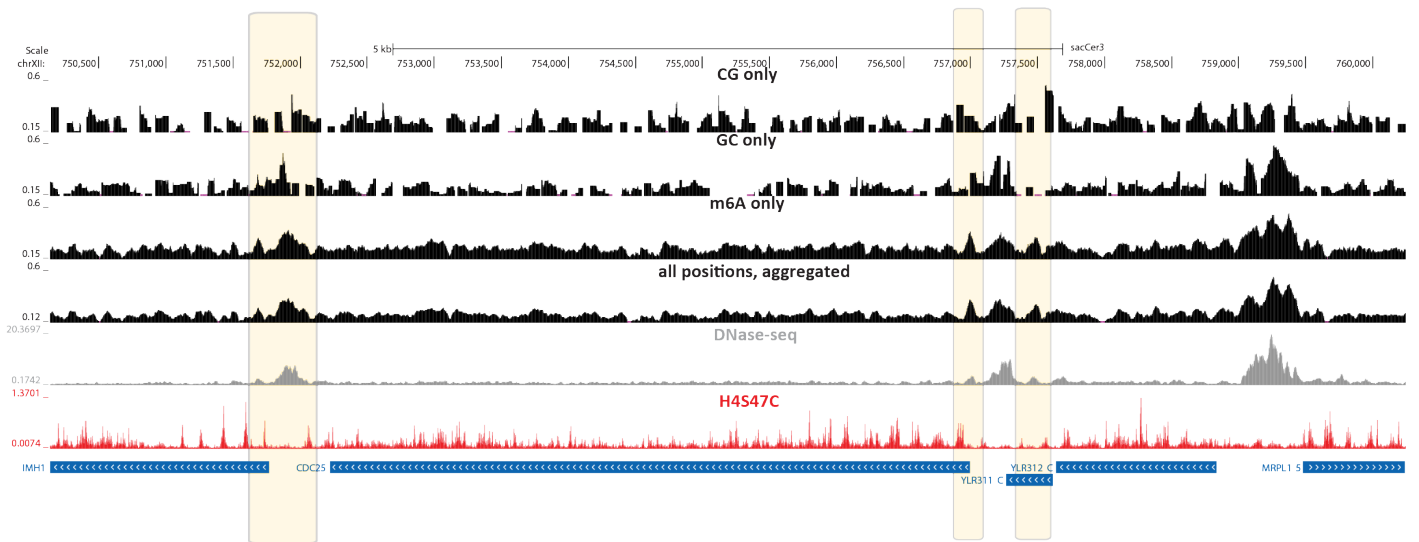 5 kb sacCer3
Scale
chrXII: 750,500 751,000 751,500 752,000 752,500 753,000 753,500 754,000 754,500 755,000 755,500 756,000 756,500 757,000 757,500 758,000 758,500 759,000 759,500 760,000
CG only
0.6
0.15
GC only
0.6
0.15
m6A only
0.6
0.15
all positions, aggregated
0.6
0.12
DNase-seq
20.3697
0.1742
H4S47C
1.3701
0.0074
IMH1 CDC25 YLR312 C MRPL1 5
YLR311 C